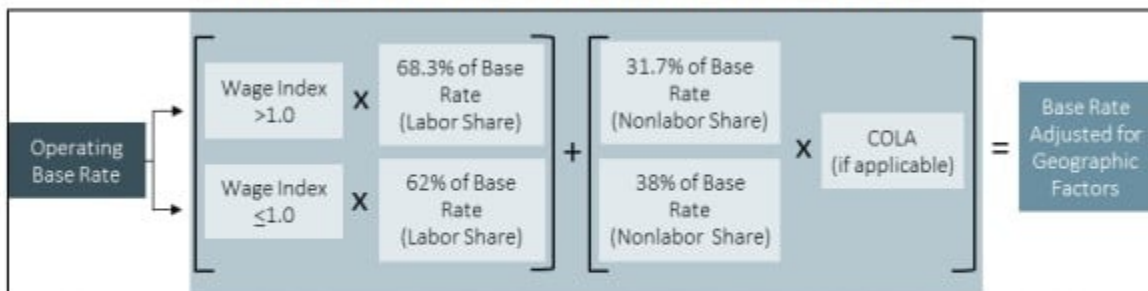 Operating
Base Rate
Wage Index
>1.0
X
68.3% of Base
Rate
(Labor Share)
Wage Index
≤1.0
X
62% of Base
Rate
(Labor Share)
+
31.7% of Base
Rate
(Nonlabor Share)
38% of Base
Rate
(Nonlabor Share)
X
COLA
(if applicable)
=
Base Rate
Adjusted for
Geographic
Factors